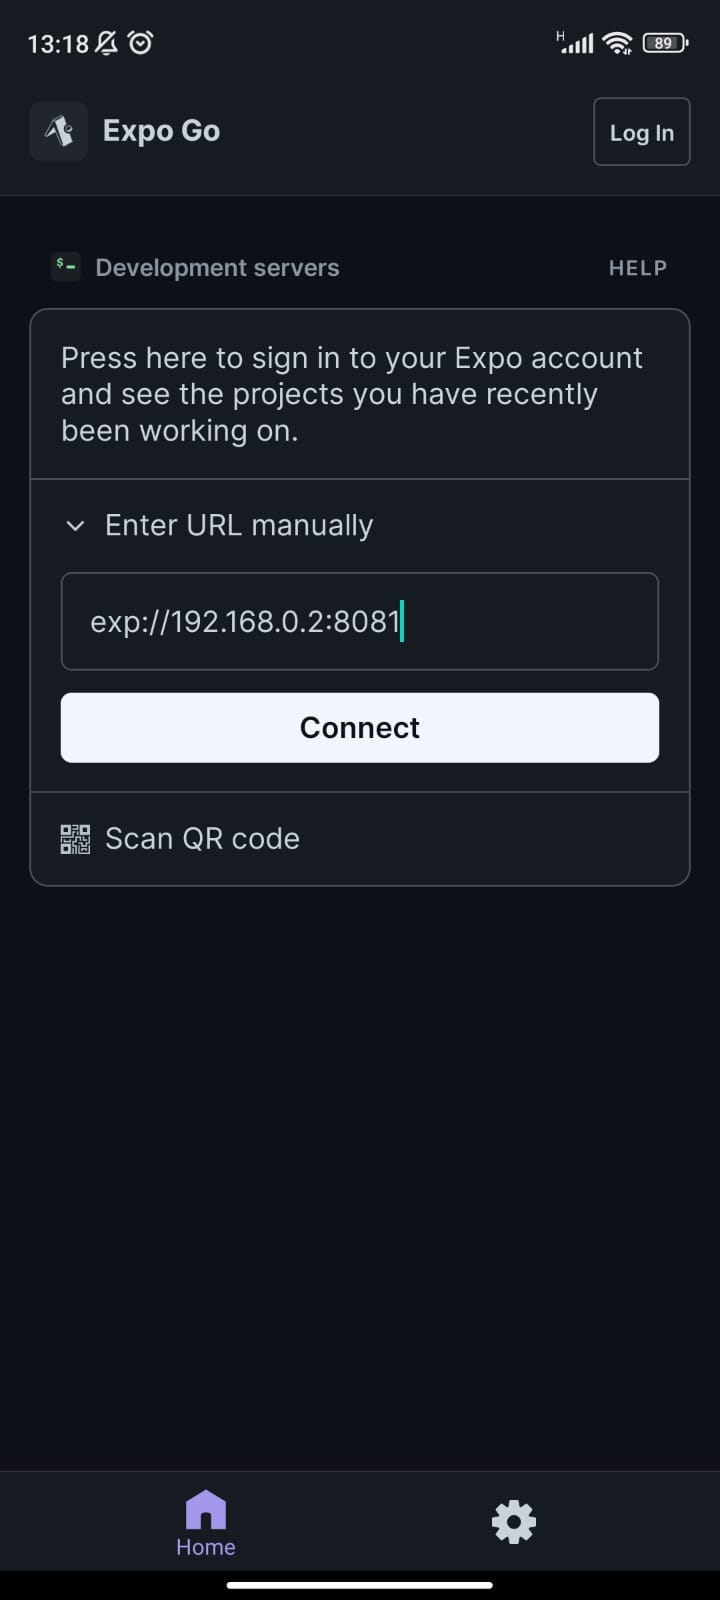 13:18
H
89
Expo Go
Log In
$
Development servers
HELP
Press here to sign in to your Expo account
and see the projects you have recently
been working on.
Enter URL manually
exp://192.168.0.2:8081
Connect
Scan QR code
Home